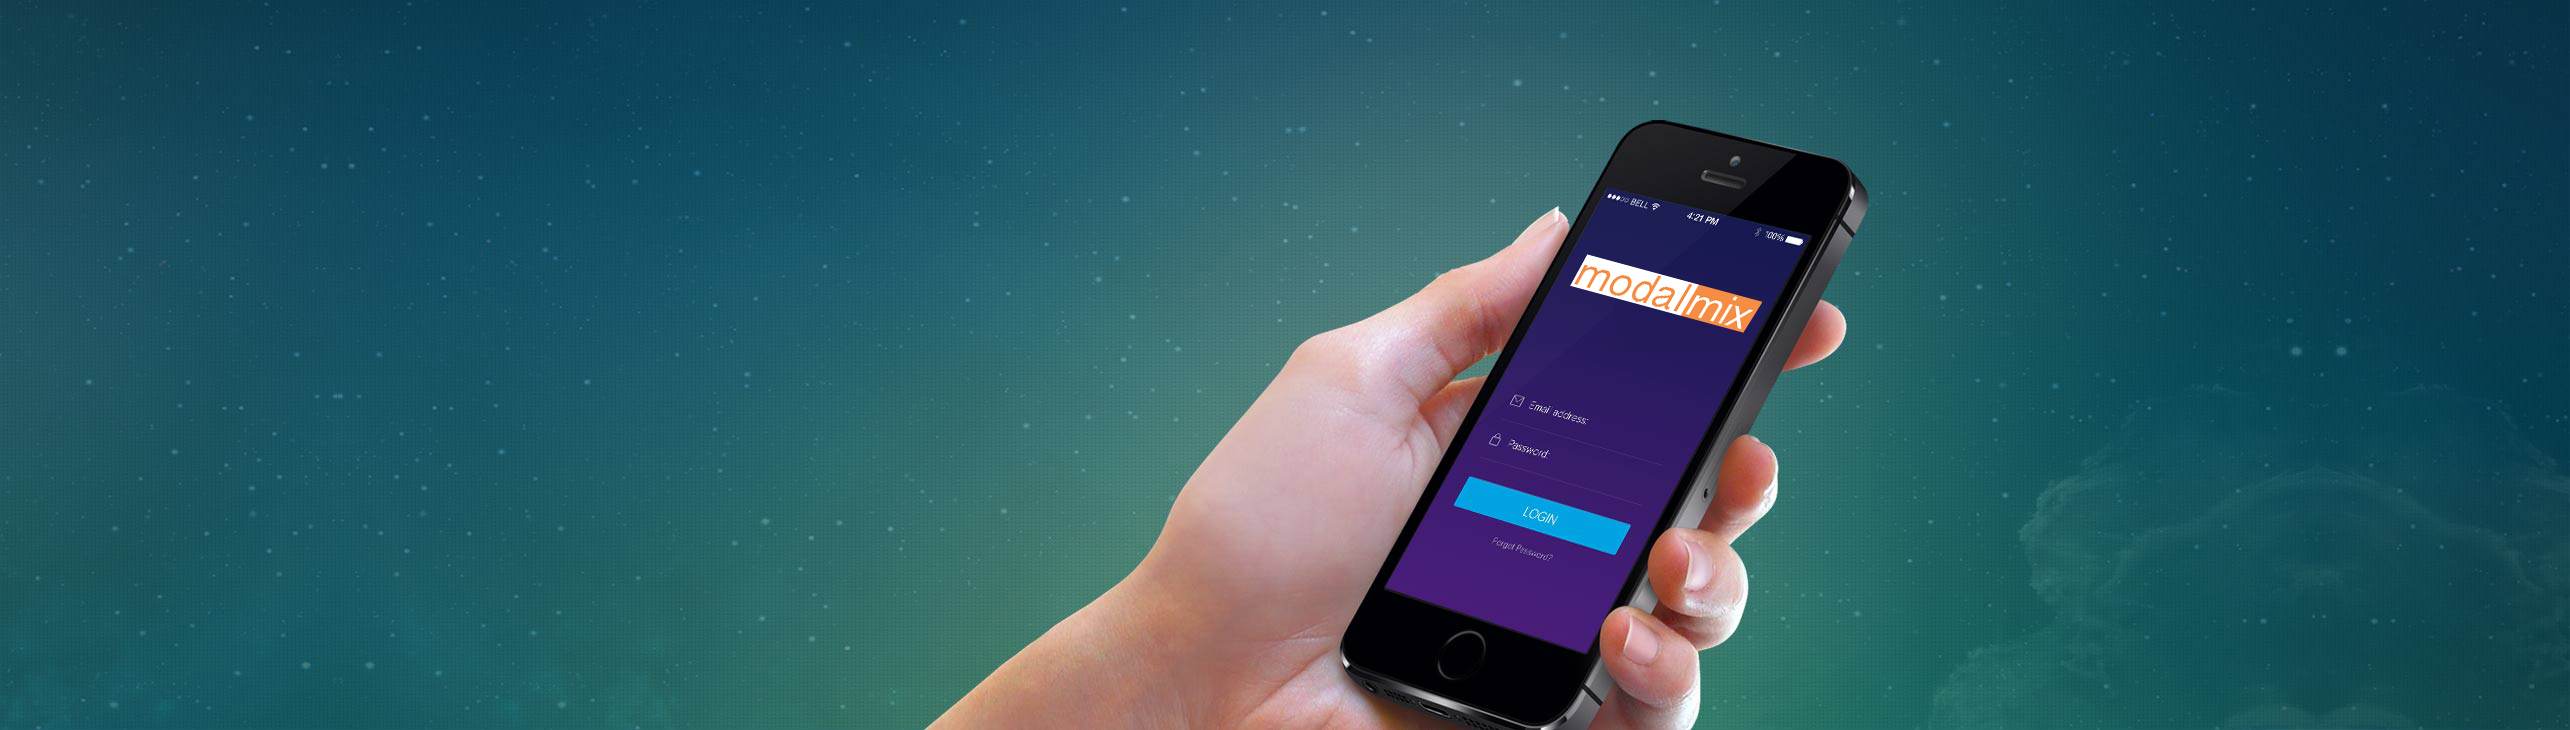 BELL 4:21 PM 100%
modalmix
Email address:
Password:
LOGIN
Forgot Password?